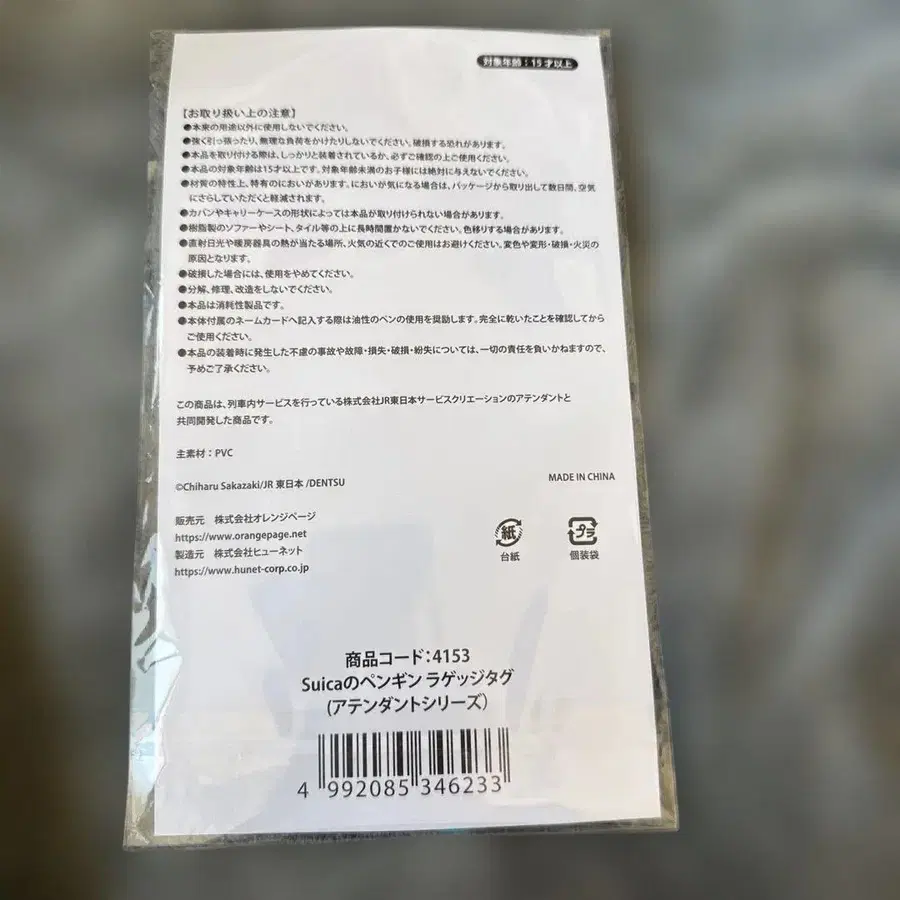 対象年齢：15才以上
【お取り扱い上の注意】
●本来の用途以外に使用しないでください。
●強く引っ張ったり、無理な負荷をかけたりしないでください。破損する恐れがあります。
●本品を取り付ける際は、しっかりと装着されているか、必ずご確認の上ご使用ください。
●本品の対象年齢は15才以上です。対象年齢未満のお子様には絶対に与えないでください。
●材質の特性上、特有のにおいがあります。においが気になる場合は、パッケージから取り出して数日間、空気
にさらしていただくと軽減されます。
●カバンやキャリーケースの形状によっては本品が取り付けられない場合があります。
●樹脂製のソファーやシート、タイル等の上に長時間置かないでください。色移りする場合があります。
●直射日光や暖房器具の熱が当たる場所、火気の近くでのご使用はお避けください。変色や変形・破損・火災の
原因となります。
●破損した場合には、使用をやめてください。
●分解、修理、改造をしないでください。
●本品は消耗性製品です。
●本体付属のネームカードへ記入する際は油性のペンの使用を奨励します。完全に乾いたことを確認してから
ご使用ください。
●本品の装着時に発生した不慮の事故や故障・損失・破損・紛失については、一切の責任を負いかねますので、
予めご了承ください。
この商品は、列車内サービスを行っている株式会社JR東日本サービスクリエーションのアテンダントと
共同開発した商品です。
主素材：PVC
©Chiharu Sakazaki/JR 東日本 /DENTSU
MADE IN CHINA
販売元 株式会社オレンジページ
https://www.orangepage.net
製造元 株式会社ヒューネット
https://www.hunet-corp.co.jp
紙
台紙
プラ
個装袋
商品コード：4153
Suicaのペンギン ラゲッジタグ
(アテンダントシリーズ)
4 992085 346233